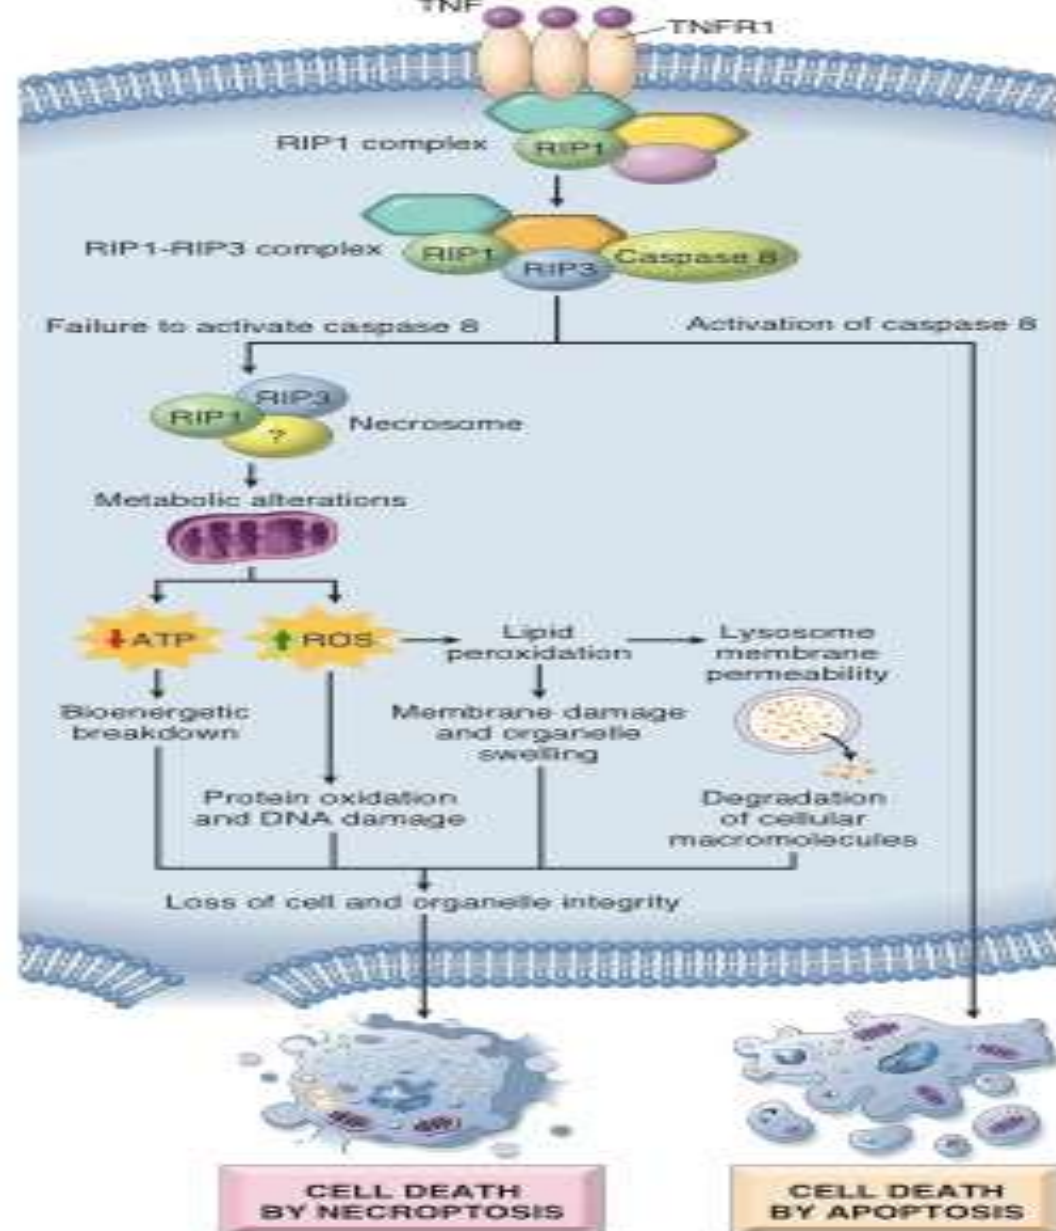 TNF
TNFR1
RIP1 complex
RIP1
RIP1-RIP3 complex
RIP1
RIP3
Caspase 8
Failure to activate caspase 8
Activation of caspase 8
RIP1
RIP3
?
Necrosome
Metabolic alterations
ATP
ROS
Lipid
peroxidation
Lysosome
membrane
permeability
Bioenergetic
breakdown
Membrane damage
and organelle
swelling
Protein oxidation
and DNA damage
Degradation
of cellular
macromolecules
Loss of cell and organelle integrity
CELL DEATH
BY NECROPTOSIS
CELL DEATH
BY APOPTOSIS